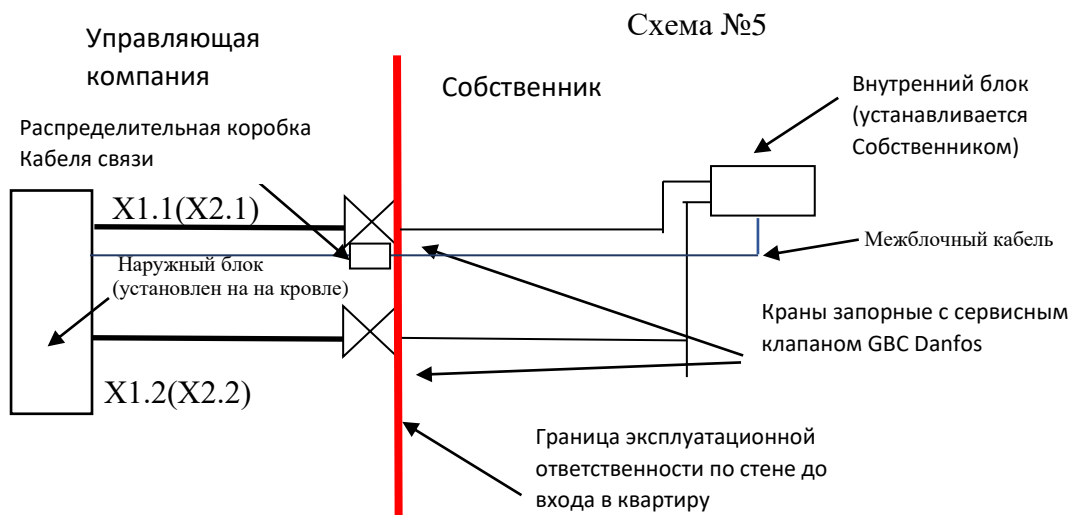 Схема №5
Управляющая
компания
Собственник
Внутренний блок
(устанавливается
Собственником)
Распределительная коробка
Кабеля связи
X1.1(X2.1)
Межблочный кабель
Наружный блок
(установлен на на кровле)
Краны запорные с сервисным
клапаном GBC Danfos
X1.2(X2.2)
Граница эксплуатационной
ответственности по стене до
входа в квартиру